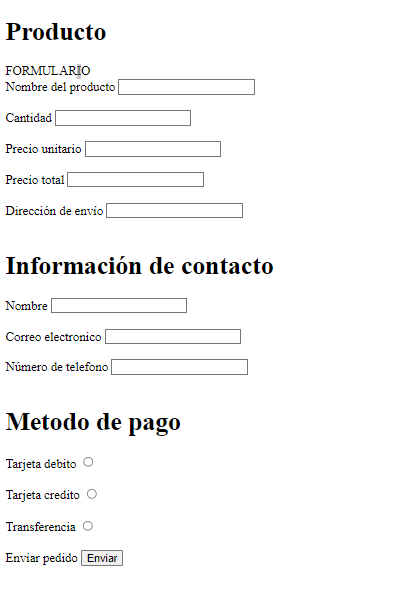 Producto
FORMULARIO
Nombre del producto
Cantidad
Precio unitario
Precio total
Dirección de envío
Información de contacto
Nombre
Correo electronico
Número de telefono
Metodo de pago
Tarjeta debito
Tarjeta credito
Transferencia
Enviar pedido Enviar